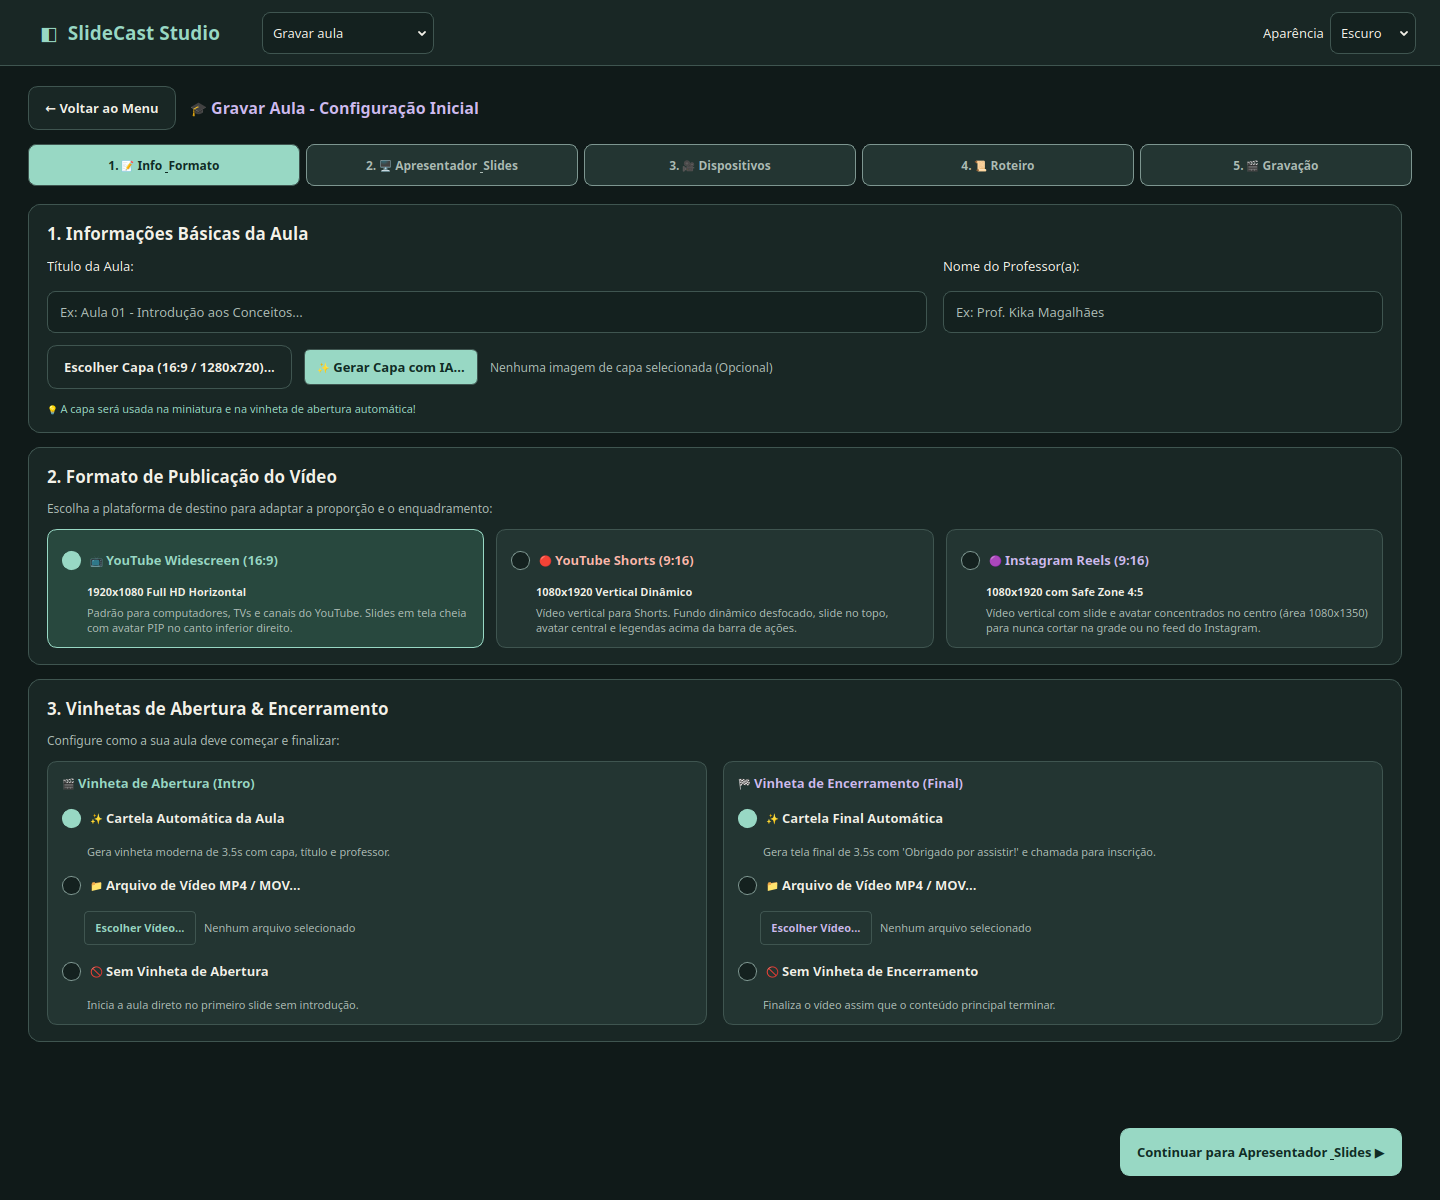 SlideCast Studio
Gravar aula
Aparência
Escuro
← Voltar ao Menu
🎓 Gravar Aula - Configuração Inicial
1. 📝 Info _Formato
2. 🖥️ Apresentador _Slides
3. 🎥 Dispositivos
4. 📜 Roteiro
5. 🎬 Gravação
1. Informações Básicas da Aula
Título da Aula:
Nome do Professor(a):
Ex: Aula 01 - Introdução aos Conceitos...
Ex: Prof. Kika Magalhães
Escolher Capa (16:9 / 1280x720)...
✨ Gerar Capa com IA...
Nenhuma imagem de capa selecionada (Opcional)
💡 A capa será usada na miniatura e na vinheta de abertura automática!
2. Formato de Publicação do Vídeo
Escolha a plataforma de destino para adaptar a proporção e o enquadramento:
📺 YouTube Widescreen (16:9)
1920x1080 Full HD Horizontal
Padrão para computadores, TVs e canais do YouTube. Slides em tela cheia
com avatar PIP no canto inferior direito.
🔴 YouTube Shorts (9:16)
1080x1920 Vertical Dinâmico
Vídeo vertical para Shorts. Fundo dinâmico desfocado, slide no topo,
avatar central e legendas acima da barra de ações.
🟣 Instagram Reels (9:16)
1080x1920 com Safe Zone 4:5
Vídeo vertical com slide e avatar concentrados no centro (área 1080x1350)
para nunca cortar na grade ou no feed do Instagram.
3. Vinhetas de Abertura & Encerramento
Configure como a sua aula deve começar e finalizar:
🎬 Vinheta de Abertura (Intro)
✨ Cartela Automática da Aula
Gera vinheta moderna de 3.5s com capa, título e professor.
📁 Arquivo de Vídeo MP4 / MOV...
Escolher Vídeo...
Nenhum arquivo selecionado
🚫 Sem Vinheta de Abertura
Inicia a aula direto no primeiro slide sem introdução.
🏁 Vinheta de Encerramento (Final)
✨ Cartela Final Automática
Gera tela final de 3.5s com 'Obrigado por assistir!' e chamada para inscrição.
📁 Arquivo de Vídeo MP4 / MOV...
Escolher Vídeo...
Nenhum arquivo selecionado
🚫 Sem Vinheta de Encerramento
Finaliza o vídeo assim que o conteúdo principal terminar.
Continuar para Apresentador _Slides ▶